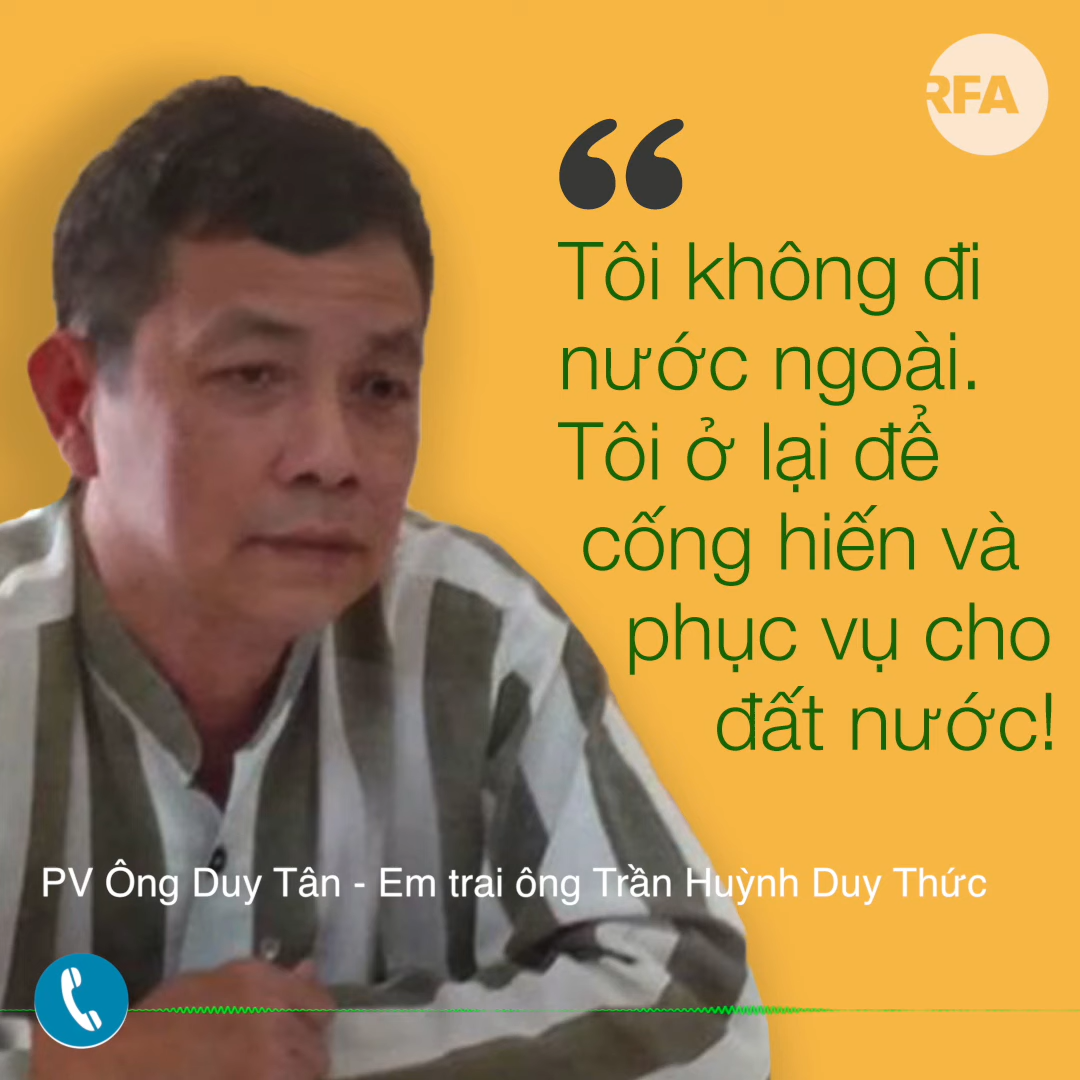 RFA
“
Tôi không đi
nước ngoài.
Tôi ở lại để
cống hiến và
phục vụ cho
đất nước!
PV Ông Duy Tân - Em trai ông Trần Huỳnh Duy Thức